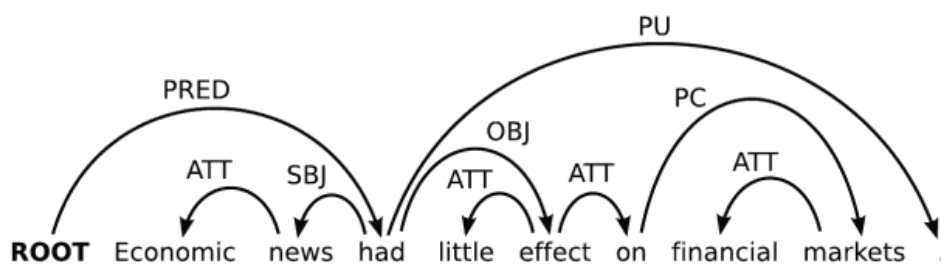 PU
PRED
PC
OBJ
ATT
SBJ
ATT
ATT
ATT
ROOT Economic news had little effect on financial markets .